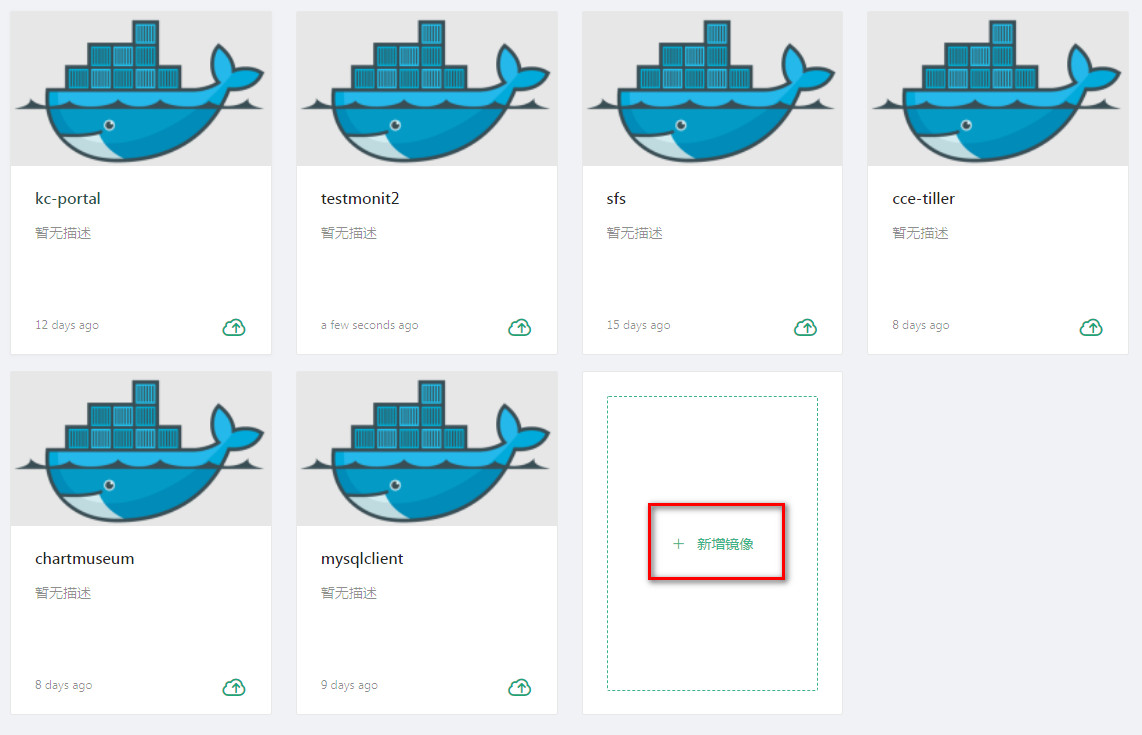 kc-portal
暂无描述
12 days ago
testmonit2
暂无描述
a few seconds ago
sfs
暂无描述
15 days ago
cce-tiller
暂无描述
8 days ago
chartmuseum
暂无描述
8 days ago
mysqlclient
暂无描述
9 days ago
+ 新增镜像